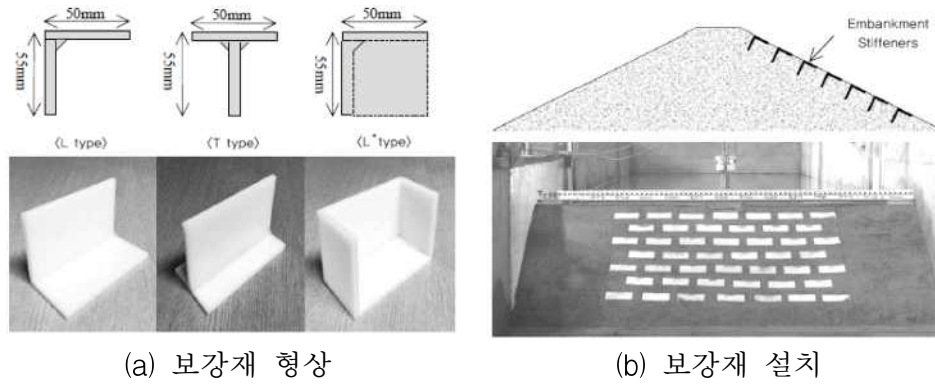 50mm
50mm
50mm
55mm
55mm
55mm
Embankment
Stiffeners
〈L type〉
〈T type〉
〈L* type〉
(a) 보강재 형상
(b) 보강재 설치